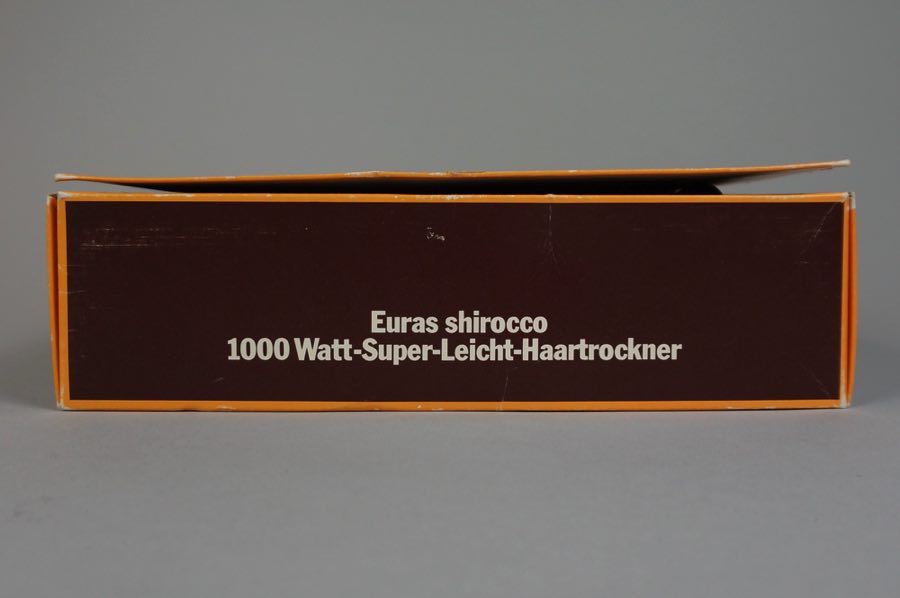 Euras shirocco
1000 Watt-Super-Leicht-Haartrockner